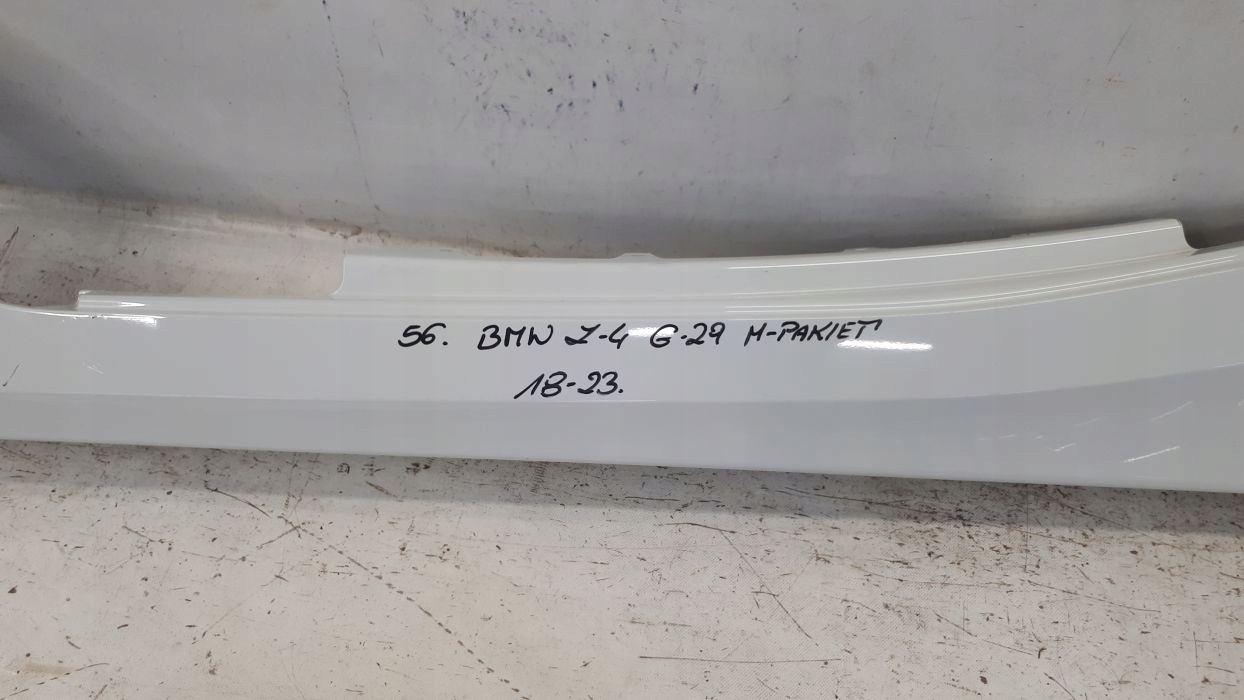 56. BMW Z-4 G-29 M-PAKIET
18-23.